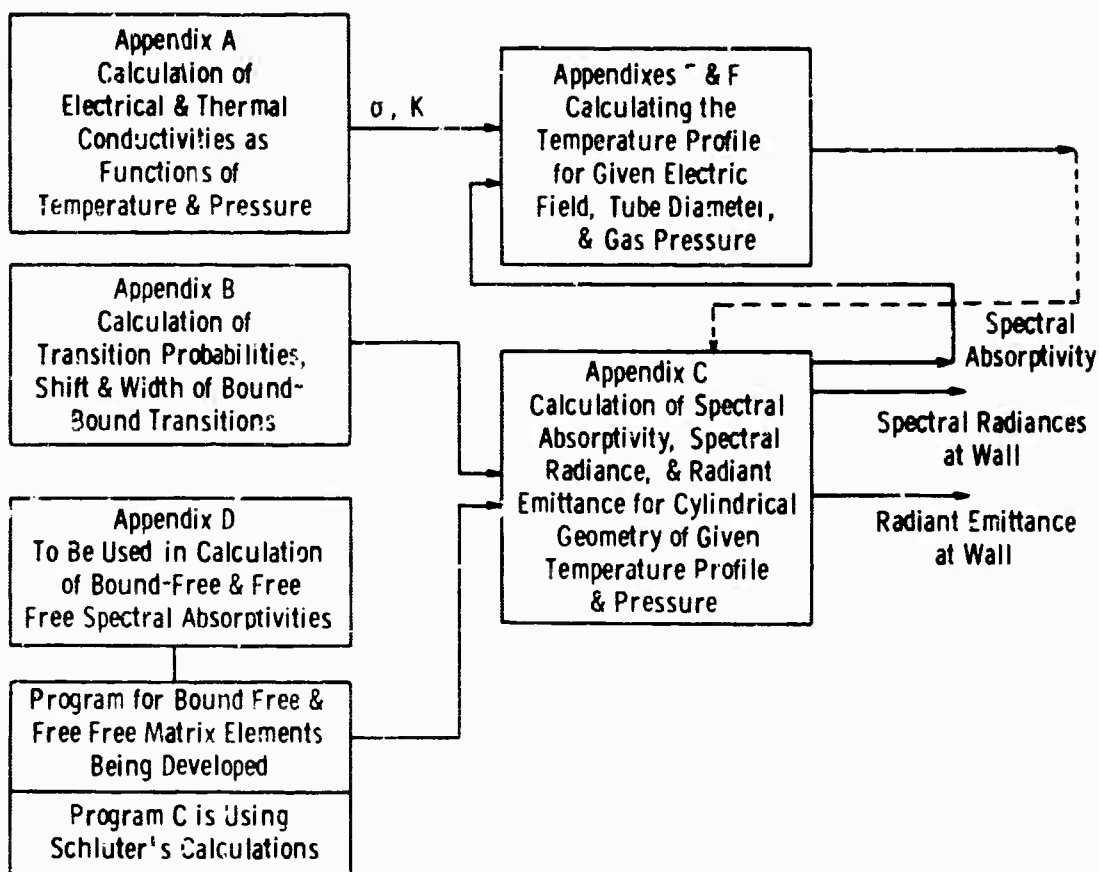 Appendix A
Calculation of
Electrical & Thermal
Conductivities as
Functions of
Temperature & Pressure
σ, K
Appendixes & F
Calculating the
Temperature Profile
for Given Electric
Field, Tube Diameter,
& Gas Pressure
Appendix B
Calculation of
Transition Probabilities,
Shift & Width of Bound-
Bound Transitions
Spectral
Absorptivity
Appendix C
Calculation of Spectral
Absorptivity, Spectral
Radiance, & Radiant
Emittance for Cylindrical
Geometry of Given
Temperature Profile
& Pressure
Spectral Radiances
at Wall
Radiant Emittance
at Wall
Appendix D
To Be Used in Calculation
of Bound-Free & Free
Free Spectral Absorptivities
Program for Bound Free &
Free Free Matrix Elements
Being Developed
Program C is Using
Schluter's Calculations